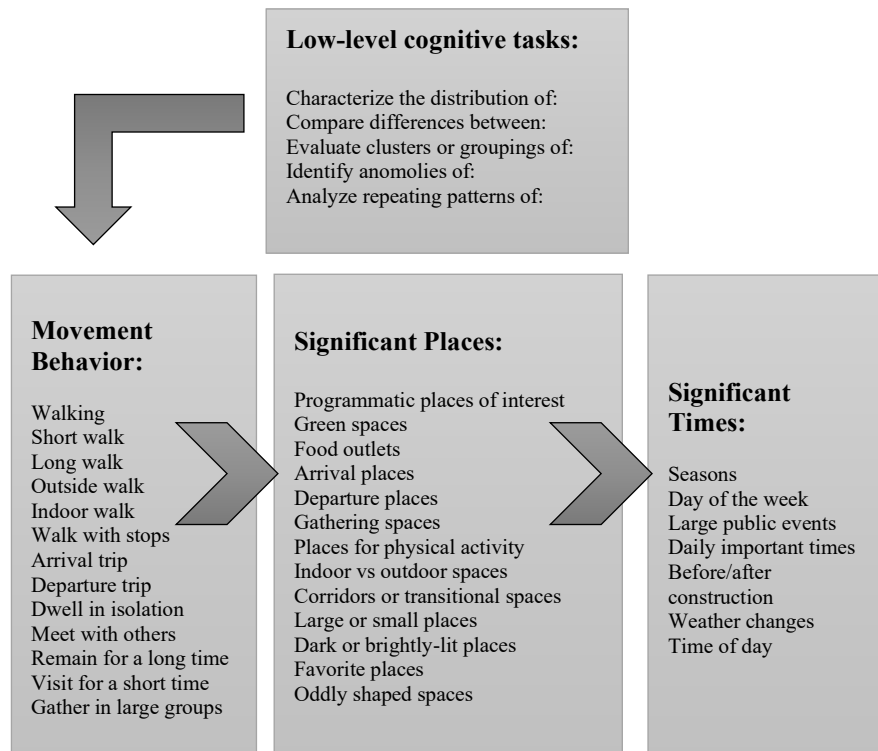 Low-level cognitive tasks:
Characterize the distribution of:
Compare differences between:
Evaluate clusters or groupings of:
Identify anomolies of:
Analyze repeating patterns of:
Movement
Behavior:
Walking
Short walk
Long walk
Outside walk
Indoor walk
Walk with stops
Arrival trip
Departure trip
Dwell in isolation
Meet with others
Remain for a long time
Visit for a short time
Gather in large groups
Significant Places:
Programmatic places of interest
Green spaces
Food outlets
Arrival places
Departure places
Gathering spaces
Places for physical activity
Indoor vs outdoor spaces
Corridors or transitional spaces
Large or small places
Dark or brightly-lit places
Favorite places
Oddly shaped spaces
Significant
Times:
Seasons
Day of the week
Large public events
Daily important times
Before/after
construction
Weather changes
Time of day